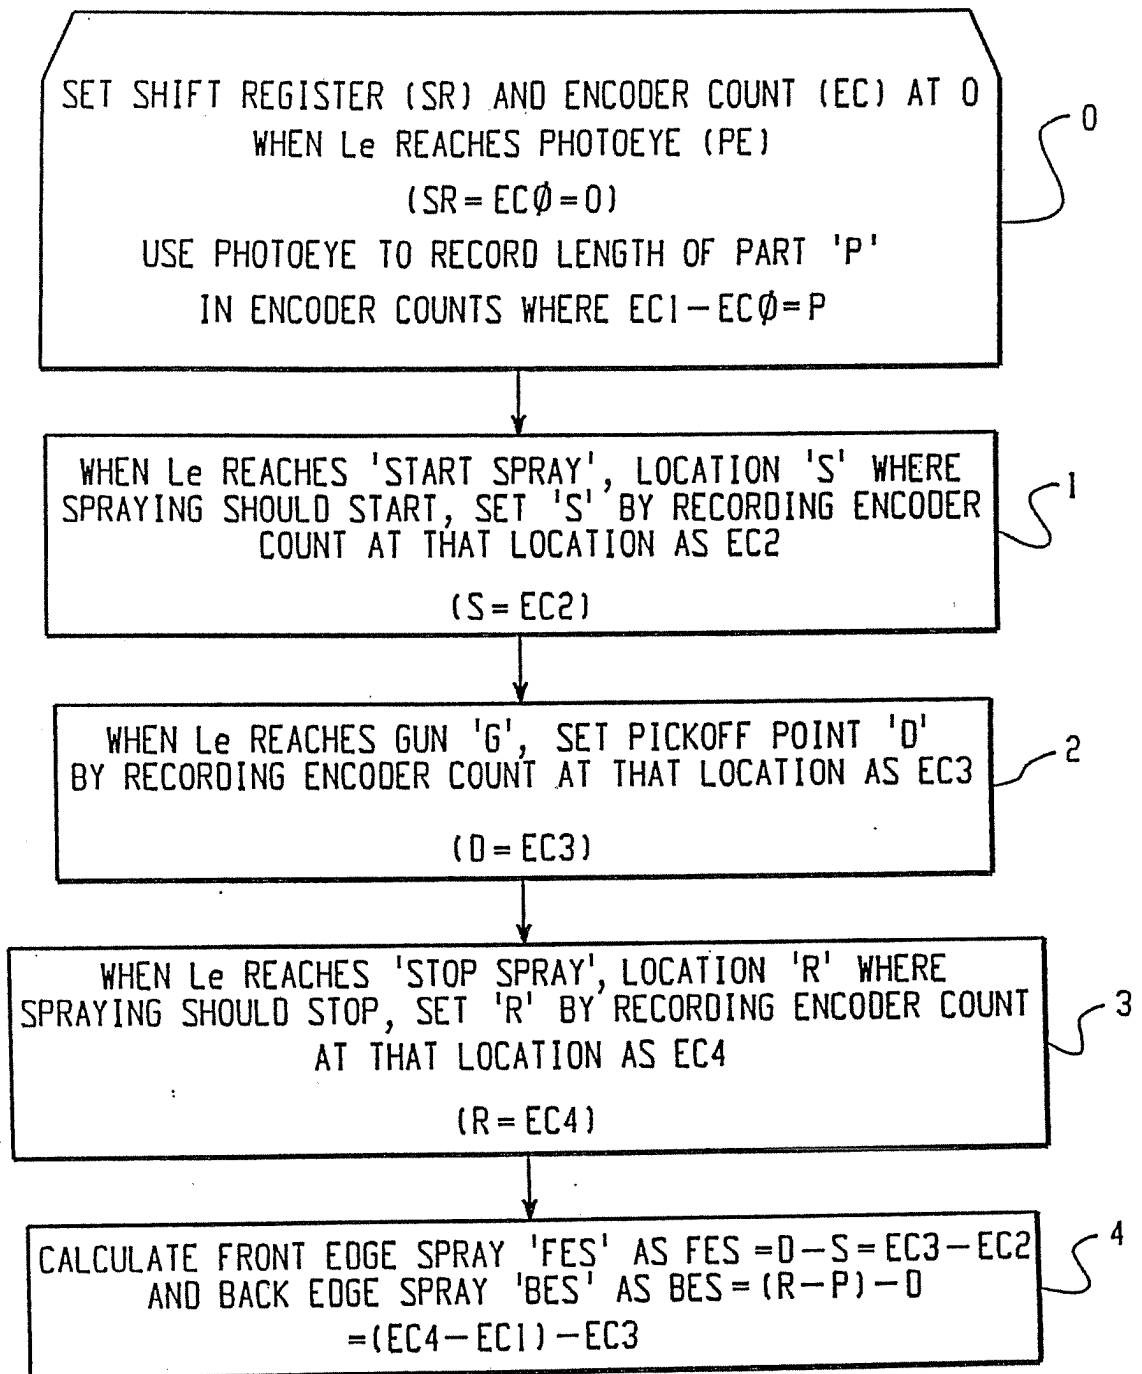 SET SHIFT REGISTER (SR) AND ENCODER COUNT (EC) AT 0
WHEN Le REACHES PHOTOEYE (PE)
(SR = ECØ = 0)
USE PHOTOEYE TO RECORD LENGTH OF PART 'P'
IN ENCODER COUNTS WHERE EC1 - ECØ = P
0
WHEN Le REACHES 'START SPRAY', LOCATION 'S' WHERE
SPRAYING SHOULD START, SET 'S' BY RECORDING ENCODER
COUNT AT THAT LOCATION AS EC2
(S = EC2)
1
WHEN Le REACHES GUN 'G', SET PICKOFF POINT 'D'
BY RECORDING ENCODER COUNT AT THAT LOCATION AS EC3
(D = EC3)
2
WHEN Le REACHES 'STOP SPRAY', LOCATION 'R' WHERE
SPRAYING SHOULD STOP, SET 'R' BY RECORDING ENCODER COUNT
AT THAT LOCATION AS EC4
(R = EC4)
3
CALCULATE FRONT EDGE SPRAY 'FES' AS FES = D - S = EC3 - EC2
AND BACK EDGE SPRAY 'BES' AS BES = (R - P) - D
= (EC4 - EC1) - EC3
4